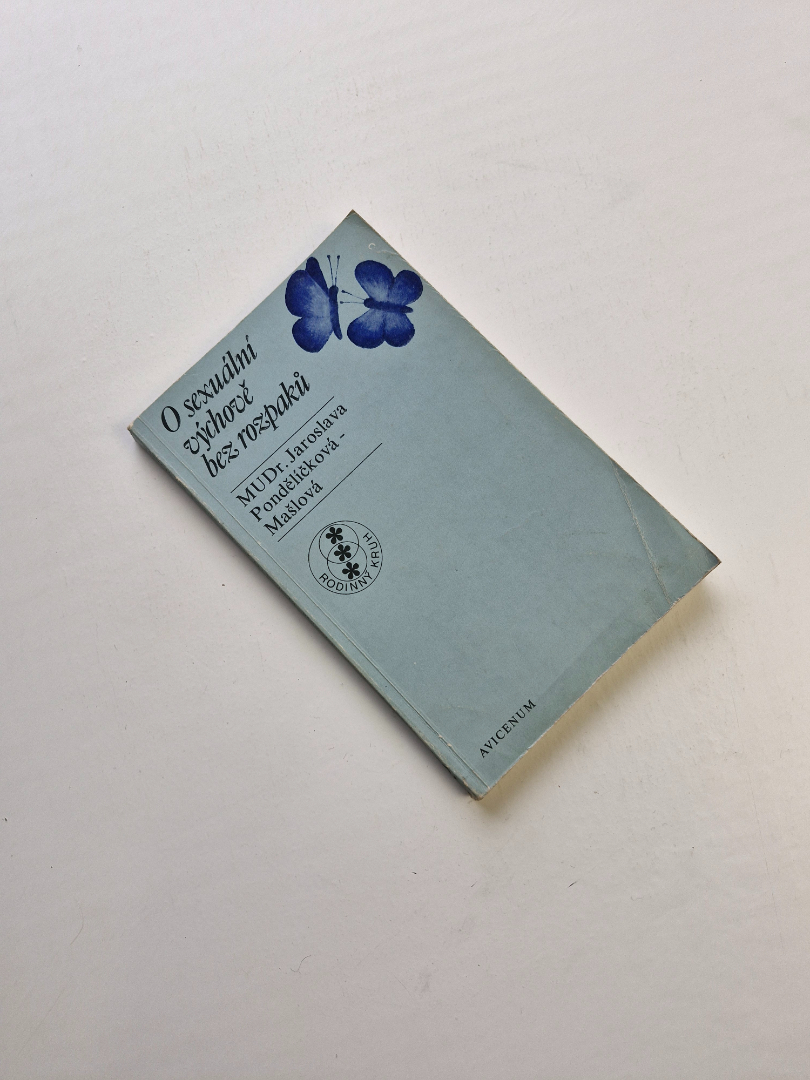 O sexuální
výchově
bez rozpaků
MUDr. Jaroslava
Pondělíčková -
Mašlová
RODINNÝ KRUH
AVICENUM